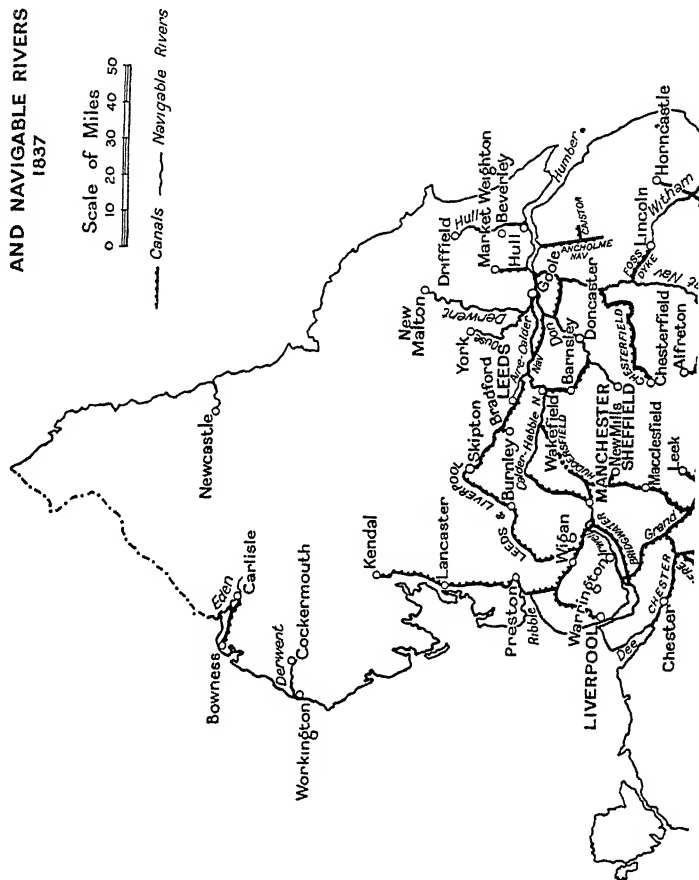 AND NAVIGABLE RIVERS
1837
Scale of Miles
0 10 20 30 40 50
Canals Navigable Rivers
Newcastle
Eden
Carlisle
Bowness
Derwent
Cockermouth
Workington
Kendal
Lancaster
Preston
Ribble
New
Malton
Derwent
York
Ouse
Driffield
Hull
Market Weighton
Beverley
Hull
Humber
Skipton
Bradford
LEEDS
Aire-Calder
Nav
Goole
ANCHOLME
NAV
CAISTOR
LEEDS & LIVERPOOL
Burnley
Calder-Hebble N
Wakefield
Barnsley
Don
Doncaster
FOSS
DYKE
Lincoln
Witham
Horncastle
Wigan
HUDDERSFIELD
MANCHESTER
New Mills
SHEFFIELD
CHESTERFIELD
Chesterfield
Alfreton
Nav
Warrington
Irwell
BRIDGWATER
Macclesfield
Leek
Grand
LIVERPOOL
Dee
CHESTER
Chester